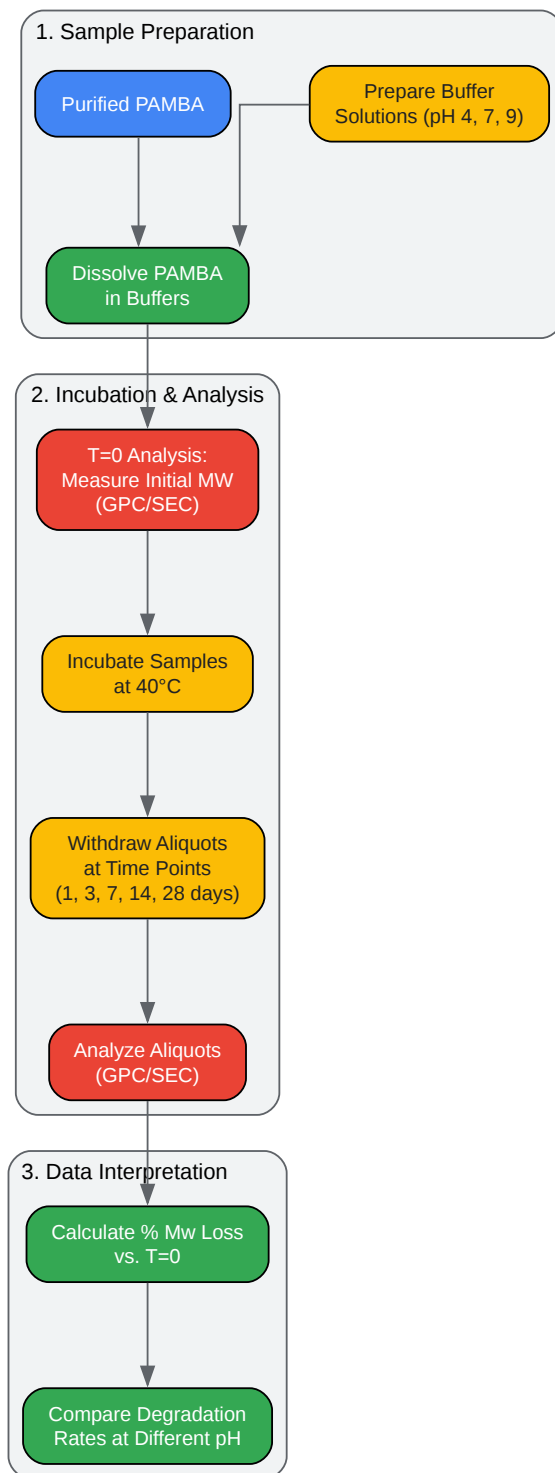 1. Sample Preparation
Purified PAMBA
Prepare Buffer
Solutions (pH 4, 7, 9)
Dissolve PAMBA
in Buffers
2. Incubation & Analysis
T=0 Analysis:
Measure Initial MW
(GPC/SEC)
Incubate Samples
at 40°C
Withdraw Aliquots
at Time Points
(1, 3, 7, 14, 28 days)
Analyze Aliquots
(GPC/SEC)
3. Data Interpretation
Calculate % Mw Loss
vs. T=0
Compare Degradation
Rates at Different pH